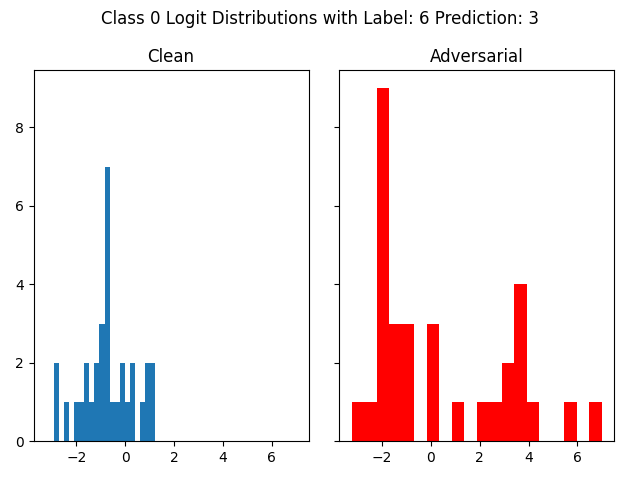 Class 0 Logit Distributions with Label: 6 Prediction: 3
Clean
Adversarial
8
6
4
2
0
−2 0 2 4 6
−2 0 2 4 6